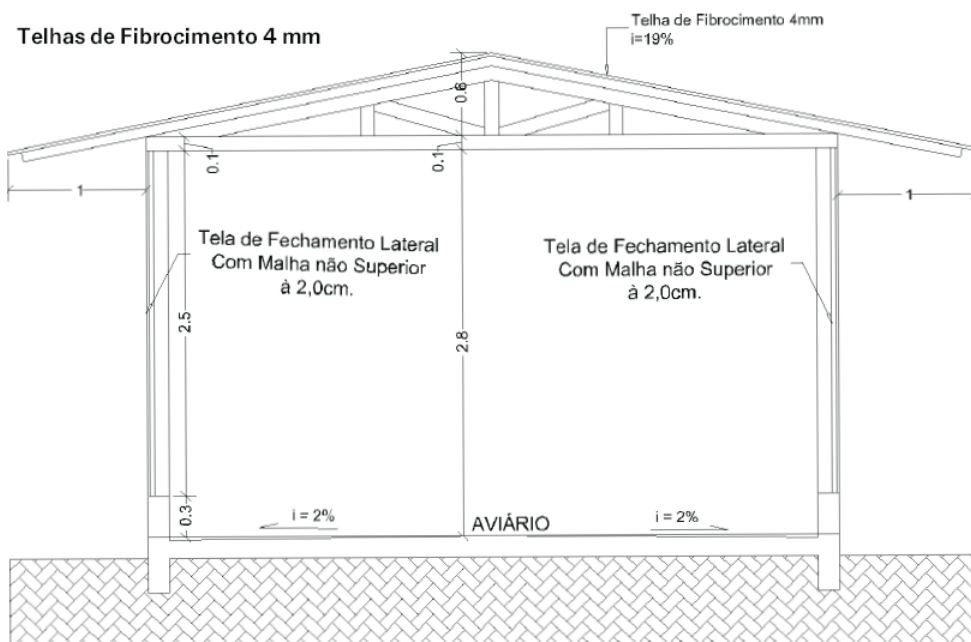 Telhas de Fibrocimento 4 mm
Telha de Fibrocimento 4mm
i=19%
0.6
0.1
0.1
1
1
Tela de Fechamento Lateral
Com Malha não Superior
à 2,0cm.
Tela de Fechamento Lateral
Com Malha não Superior
à 2,0cm.
2.5
2.8
0.3
i = 2%
AVIÁRIO
i = 2%